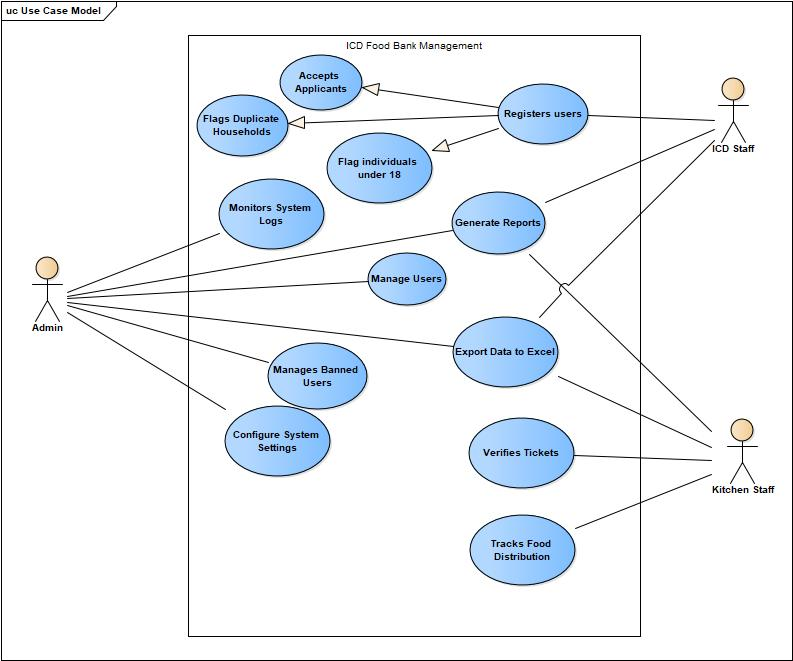 uc Use Case Model
ICD Food Bank Management
Accepts
Applicants
Flags Duplicate
Households
Registers users
Flag individuals
under 18
ICD Staff
Monitors System
Logs
Generate Reports
Manage Users
Admin
Export Data to Excel
Manages Banned
Users
Configure System
Settings
Verifies Tickets
Kitchen Staff
Tracks Food
Distribution